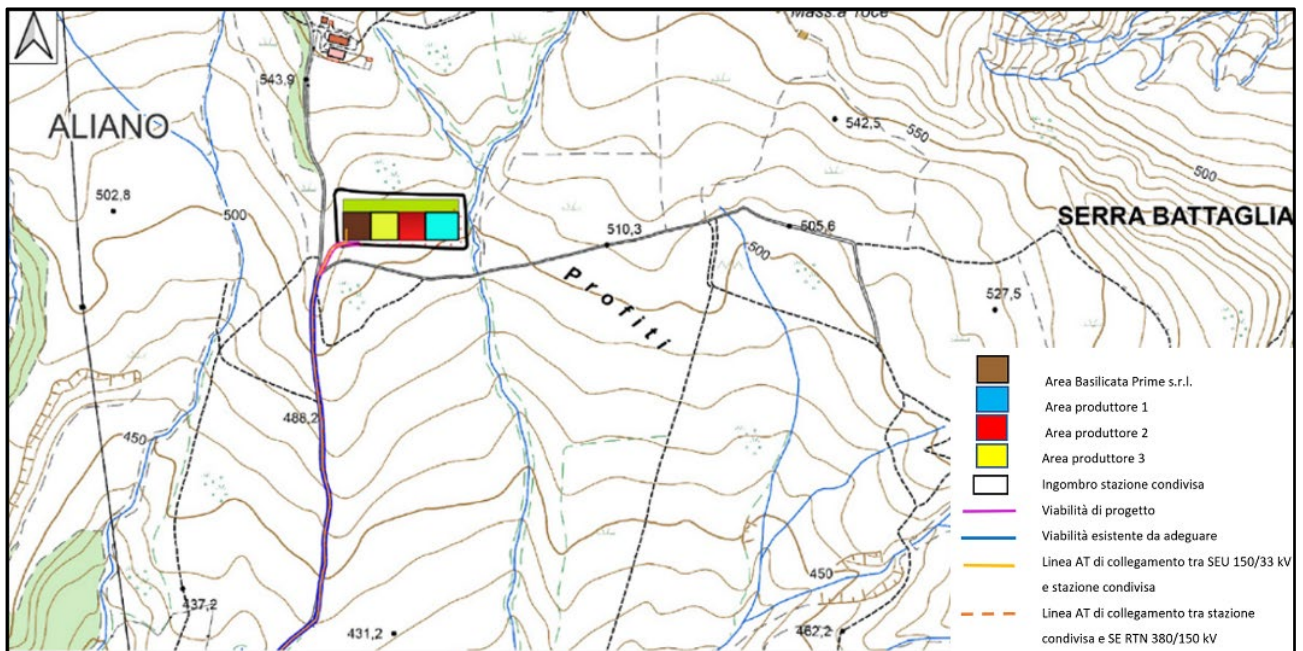 Mass.a Toce
543,9
542,5
550
ALIANO
500
502,8
500
SERRA BATTAGLIA
510,3
505,6
500
Profiti
527,5
488,2
450
450
437,2
431,2
462,2
Area Basilicata Prime s.r.l.
Area produttore 1
Area produttore 2
Area produttore 3
Ingombro stazione condivisa
Viabilità di progetto
Viabilità esistente da adeguare
Linea AT di collegamento tra SEU 150/33 kV
e stazione condivisa
Linea AT di collegamento tra stazione
condivisa e SE RTN 380/150 kV